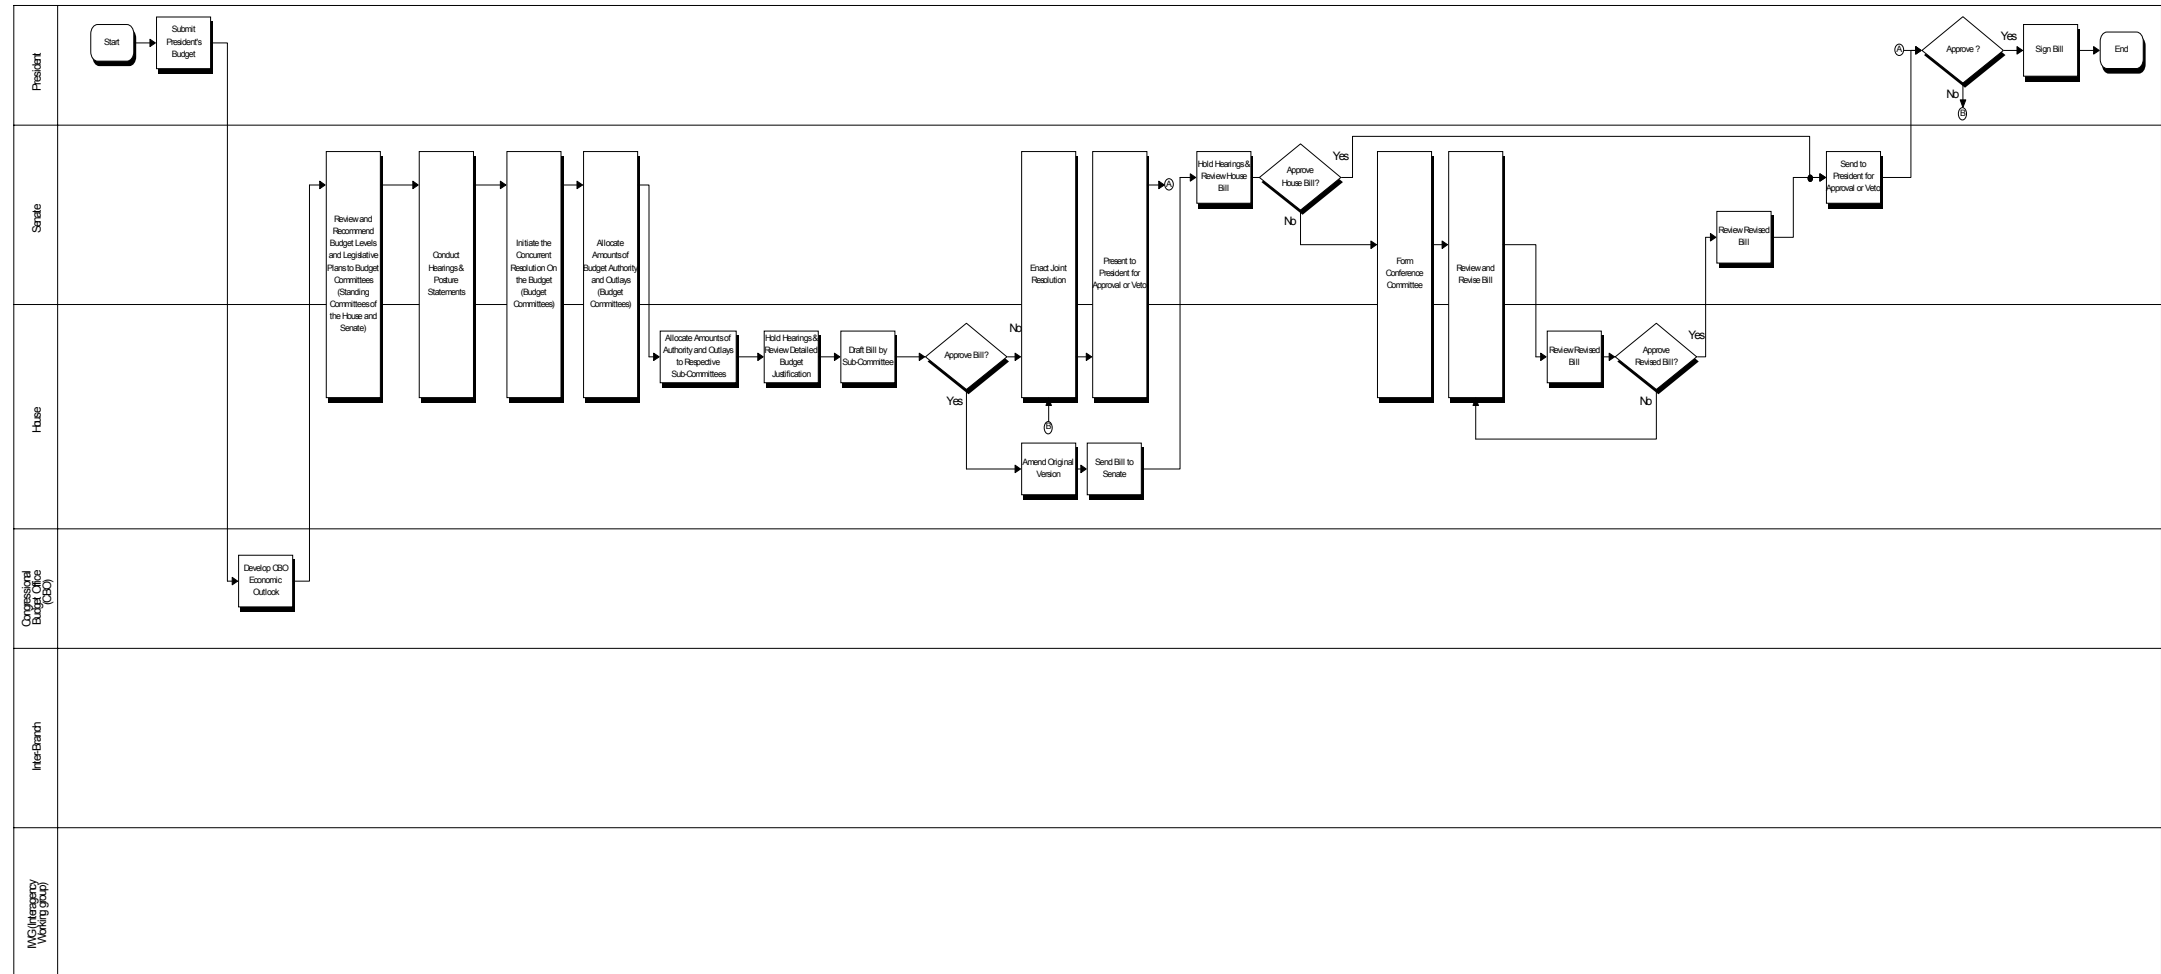 President
Start
Submit
President's
Budget
A
Approve ?
Yes
No
B
Sign Bill
End
Senate
Review and
Recommend
Budget Levels
and Legislative
Plans to Budget
Committees
(Standing
Committees of
the House and
Senate)
Conduct
Hearings &
Posture
Statements
Initiate the
Concurrent
Resolution On
the Budget
(Budget
Committees)
Allocate
Amounts of
Budget Authority
and Outlays
(Budget
Committees)
Enact Joint
Resolution
Present to
President for
Approval or Veto
A
Hold Hearings &
Review House
Bill
Approve
House Bill?
Yes
No
Form
Conference
Committee
Review and
Revise Bill
Review Revised
Bill
Send to
President for
Approval or Veto
House
Allocate Amounts of
Authority and Outlays
to Respective
Sub-Committees
Hold Hearings &
Review Detailed
Budget
Justification
Draft Bill by
Sub-Committee
Approve Bill?
No
Yes
B
Amend Original
Version
Send Bill to
Senate
Review Revised
Bill
Approve
Revised Bill?
Yes
No
Congressional
Budget Office
(CBO)
Develop CBO
Economic
Outlook
Inter-Branch
IWG (Interagency
Working group)